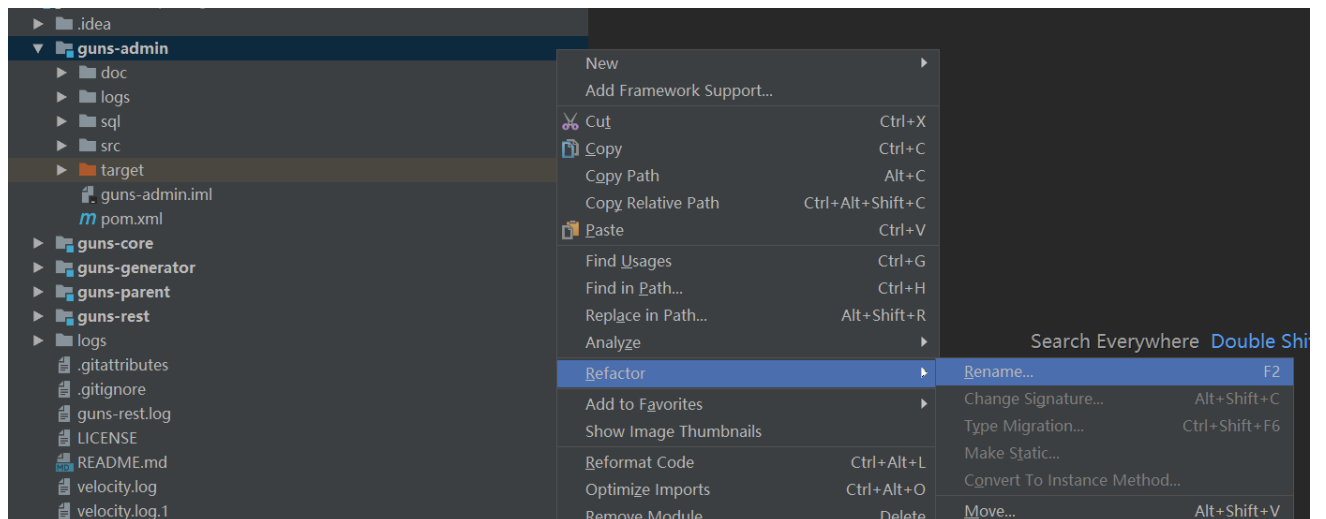 .idea
guns-admin
doc
logs
sql
src
target
guns-admin.iml
pom.xml
guns-core
guns-generator
guns-parent
guns-rest
logs
.gitattributes
.gitignore
guns-rest.log
LICENSE
README.md
velocity.log
velocity.log.1
New
Add Framework Support...
Cut Ctrl+X
Copy Ctrl+C
Copy Path Alt+C
Copy Relative Path Ctrl+Alt+Shift+C
Paste Ctrl+V
Find Usages Ctrl+G
Find in Path... Ctrl+H
Replace in Path... Alt+Shift+R
Analyze
Refactor
Add to Favorites
Show Image Thumbnails
Reformat Code Ctrl+Alt+L
Optimize Imports Ctrl+Alt+O
Remove Module Delete
Search Everywhere Double Shi
Rename... F2
Change Signature... Alt+Shift+C
Type Migration... Ctrl+Shift+F6
Make Static...
Convert To Instance Method...
Move... Alt+Shift+V